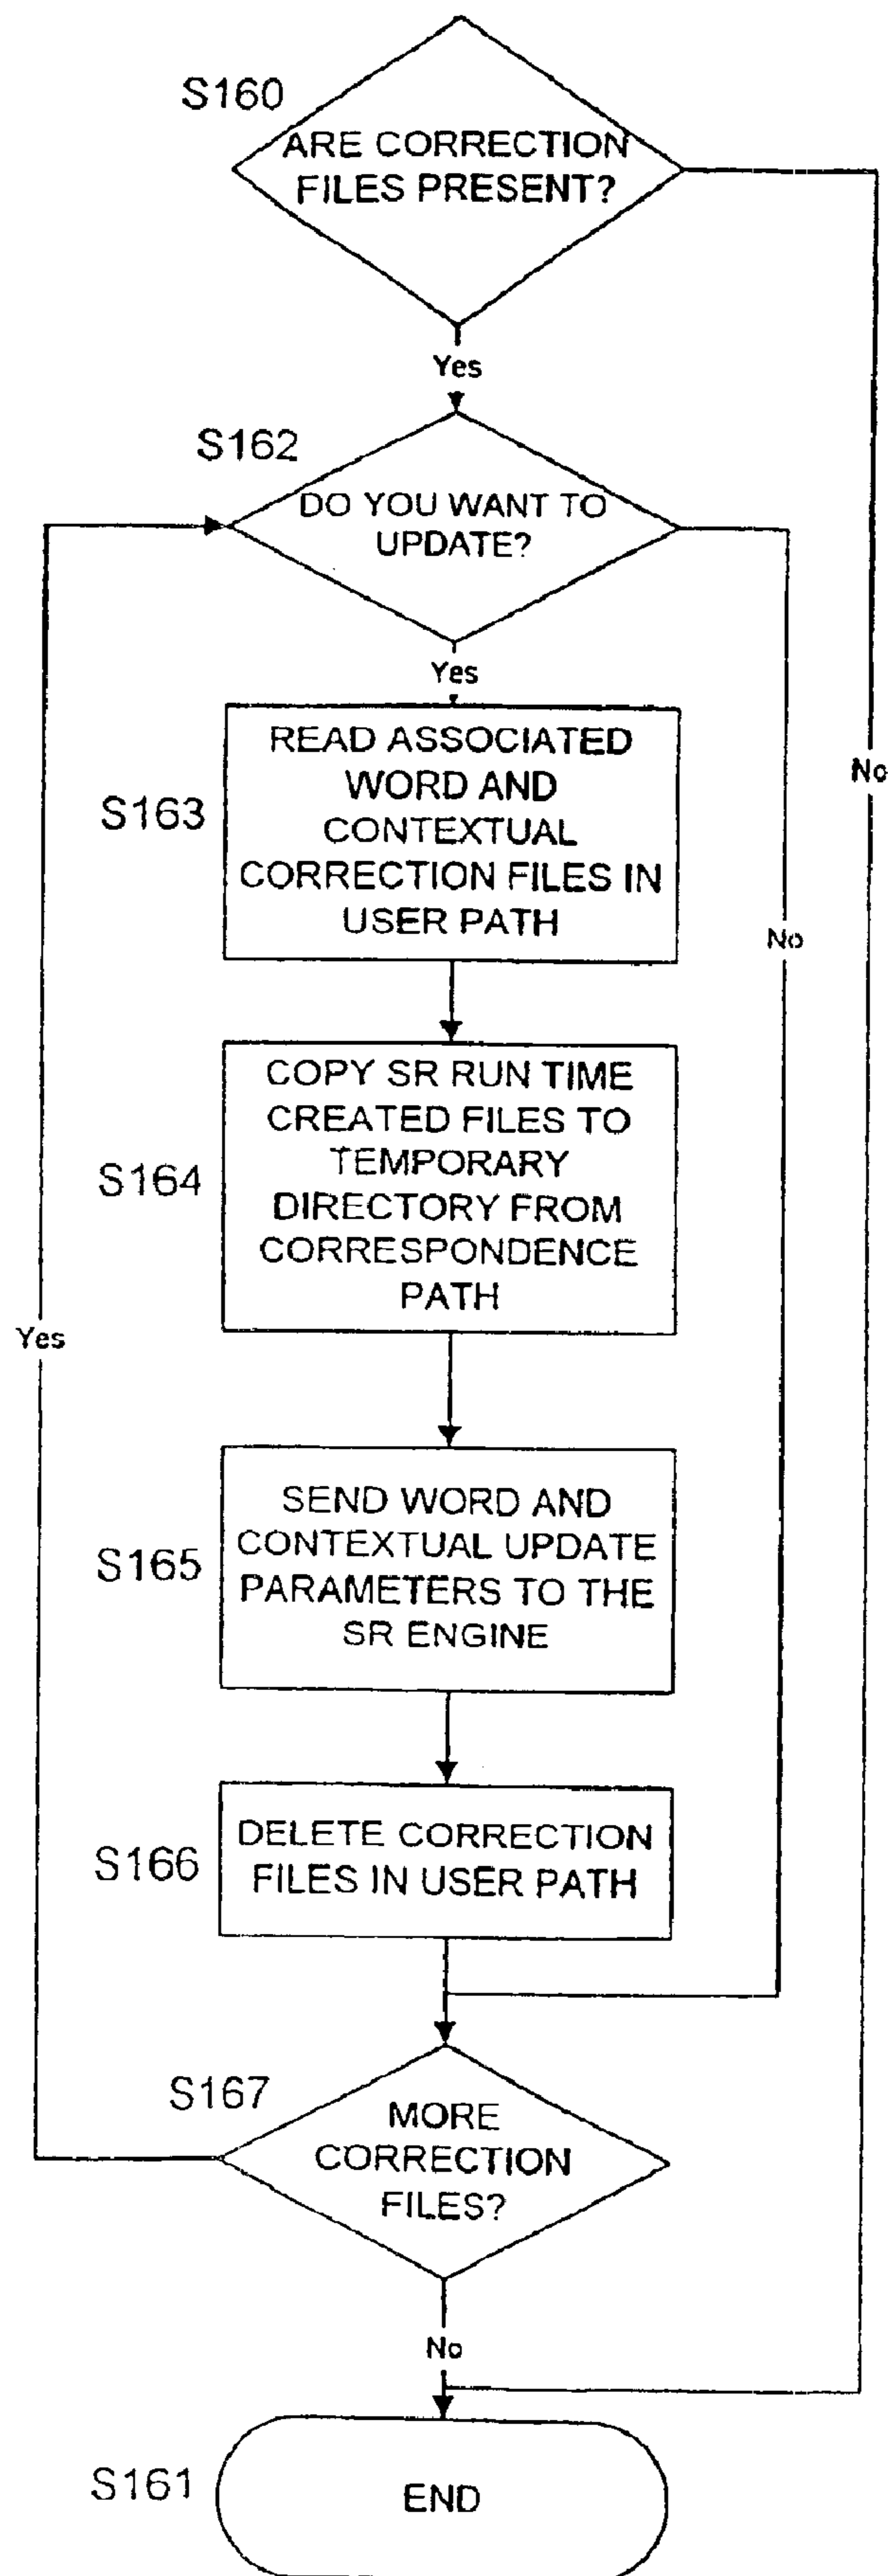 S160
ARE CORRECTION
FILES PRESENT?
Yes
S162
DO YOU WANT TO
UPDATE?
Yes
S163
READ ASSOCIATED
WORD AND
CONTEXTUAL
CORRECTION FILES IN
USER PATH
No
No
S164
COPY SR RUN TIME
CREATED FILES TO
TEMPORARY
DIRECTORY FROM
CORRESPONDENCE
PATH
Yes
S165
SEND WORD AND
CONTEXTUAL UPDATE
PARAMETERS TO THE
SR ENGINE
S166
DELETE CORRECTION
FILES IN USER PATH
S167
MORE
CORRECTION
FILES?
No
S161
END